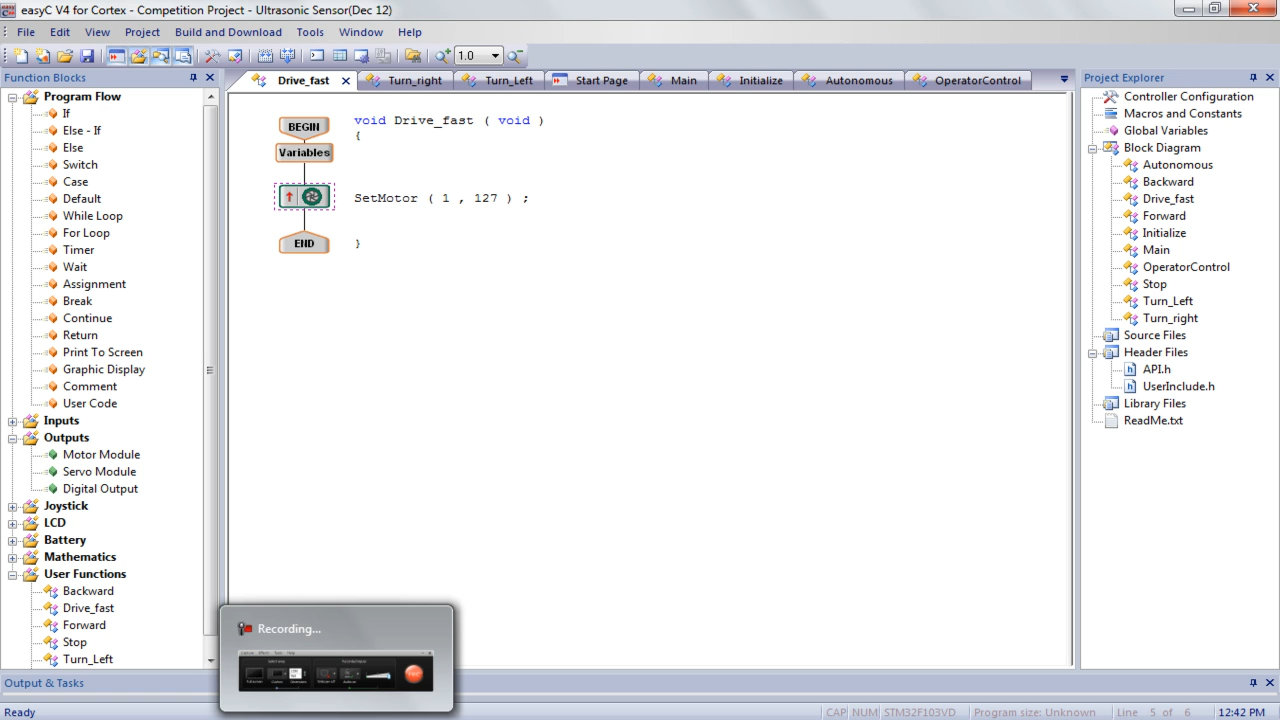 easyC V4 for Cortex - Competition Project - Ultrasonic Sensor(Dec 12)
File Edit View Project Build and Download Tools Window Help
1.0
Function Blocks
Program Flow
If
Else - If
Else
Switch
Case
Default
While Loop
For Loop
Timer
Wait
Assignment
Break
Continue
Return
Print To Screen
Graphic Display
Comment
User Code
Inputs
Outputs
Motor Module
Servo Module
Digital Output
Joystick
LCD
Battery
Mathematics
User Functions
Backward
Drive_fast
Forward
Stop
Turn_Left
Drive_fast Turn_right Turn_Left Start Page Main Initialize Autonomous OperatorControl
BEGIN void Drive_fast ( void )
{
Variables
SetMotor ( 1 , 127 ) ;
END }
Project Explorer
Controller Configuration
Macros and Constants
Global Variables
Block Diagram
Autonomous
Backward
Drive_fast
Forward
Initialize
Main
OperatorControl
Stop
Turn_Left
Turn_right
Source Files
Header Files
API.h
UserInclude.h
Library Files
ReadMe.txt
Recording...
Ready CAP NUM STM32F103VD Program size: Unknown Line 5 of 6 12:42 PM